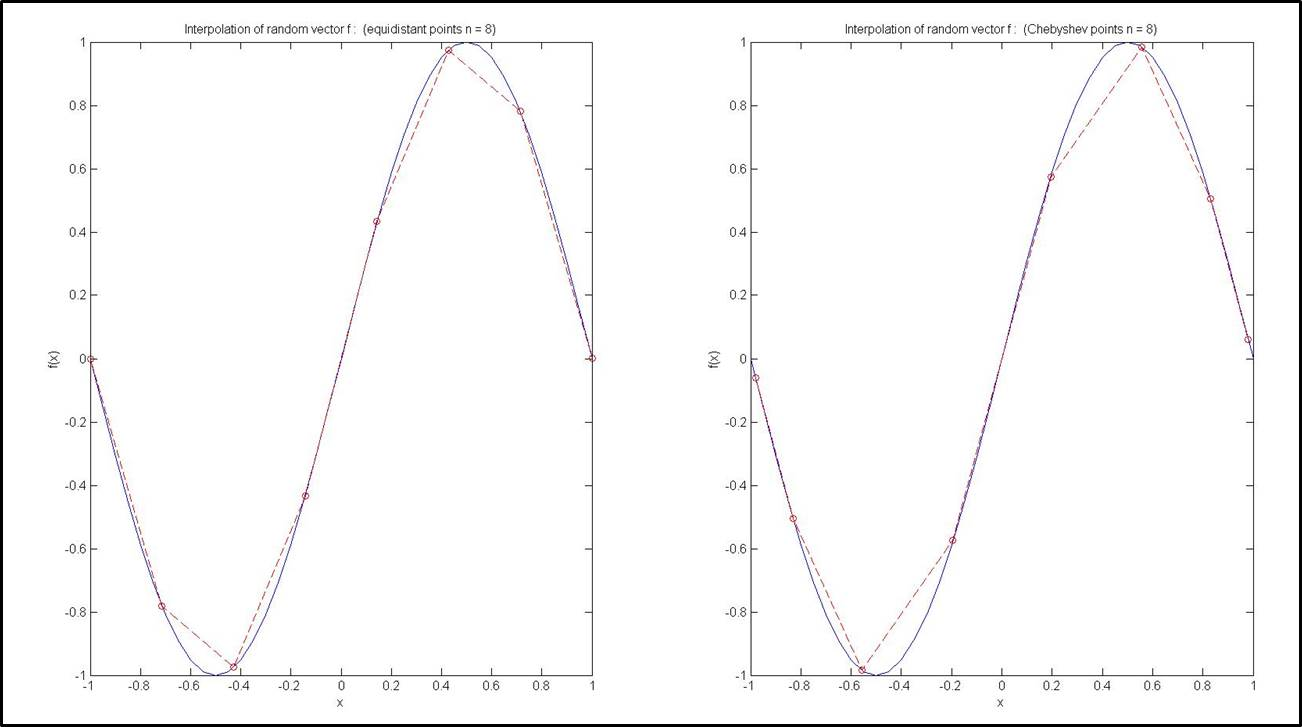 Interpolation of random vector f :  (equidistant points n = 8)
1
0.8
0.6
0.4
0.2
0
-0.2
-0.4
-0.6
-0.8
-1
f(x)
-1 -0.8 -0.6 -0.4 -0.2 0 0.2 0.4 0.6 0.8 1
x
Interpolation of random vector f :  (Chebyshev points n = 8)
1
0.8
0.6
0.4
0.2
0
-0.2
-0.4
-0.6
-0.8
-1
f(x)
-1 -0.8 -0.6 -0.4 -0.2 0 0.2 0.4 0.6 0.8 1
x